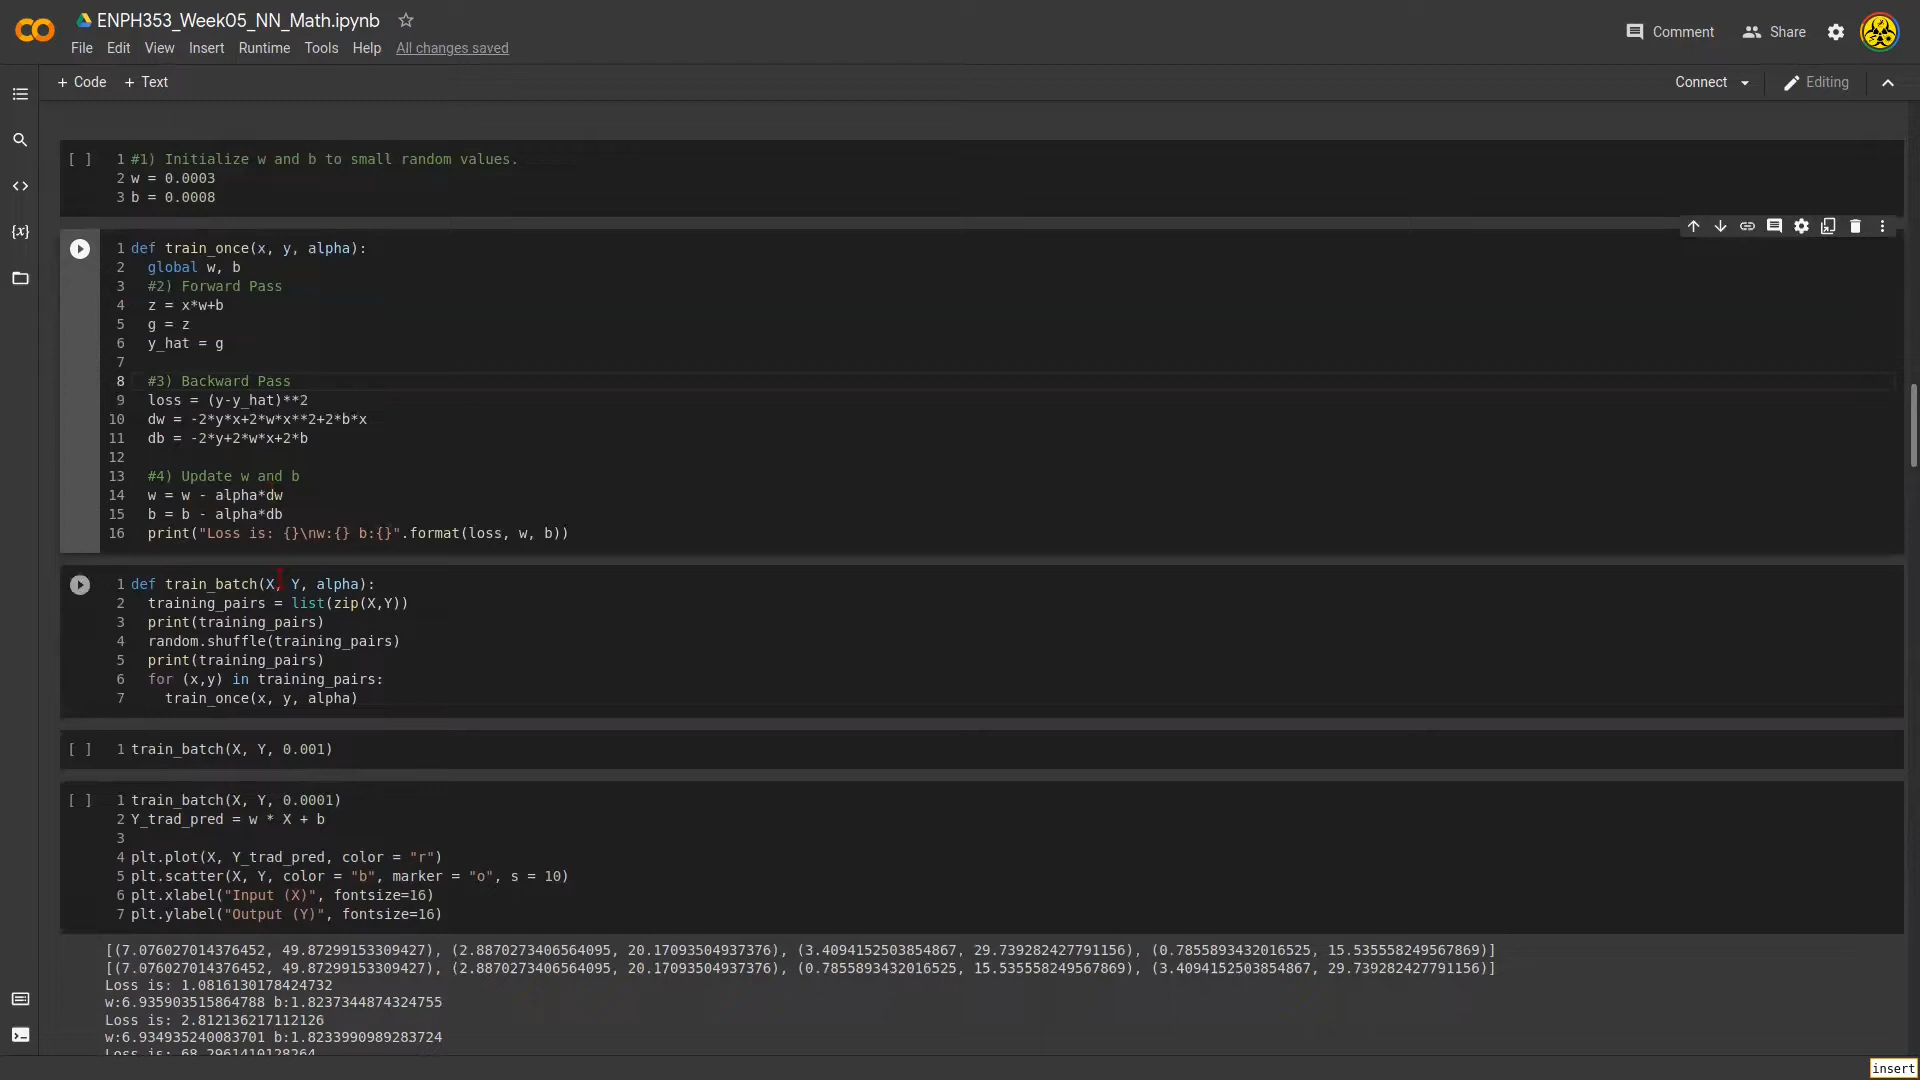 ENPH353_Week05_NN_Math.ipynb
File Edit View Insert Runtime Tools Help All changes saved
Comment Share
+ Code + Text
Connect Editing
[ ] 1 #1) Initialize w and b to small random values.
2 w = 0.0003
3 b = 0.0008
1 def train_once(x, y, alpha):
2 global w, b
3 #2) Forward Pass
4 z = x*w+b
5 g = z
6 y_hat = g
7
8 #3) Backward Pass
9 loss = (y-y_hat)**2
10 dw = -2*y*x+2*w*x**2+2*b*x
11 db = -2*y+2*w*x+2*b
12
13 #4) Update w and b
14 w = w - alpha*dw
15 b = b - alpha*db
16 print("Loss is: {}\nw:{} b:{}".format(loss, w, b))
1 def train_batch(X, Y, alpha):
2 training_pairs = list(zip(X,Y))
3 print(training_pairs)
4 random.shuffle(training_pairs)
5 print(training_pairs)
6 for (x,y) in training_pairs:
7 train_once(x, y, alpha)
[ ] 1 train_batch(X, Y, 0.001)
[ ] 1 train_batch(X, Y, 0.0001)
2 Y_trad_pred = w * X + b
3
4 plt.plot(X, Y_trad_pred, color = "r")
5 plt.scatter(X, Y, color = "b", marker = "o", s = 10)
6 plt.xlabel("Input (X)", fontsize=16)
7 plt.ylabel("Output (Y)", fontsize=16)
[(7.076027014376452, 49.87299153309427), (2.8870273406564095, 20.17093504937376), (3.4094152503854867, 29.739282427791156), (0.7855893432016525, 15.535558249567869)]
[(7.076027014376452, 49.87299153309427), (2.8870273406564095, 20.17093504937376), (0.7855893432016525, 15.535558249567869), (3.4094152503854867, 29.739282427791156)]
Loss is: 1.0816130178424732
w:6.935903515864788 b:1.8237344874324755
Loss is: 2.812136217112126
w:6.934935240083701 b:1.8233990989283724
Loss is: 68.2961410128264
insert